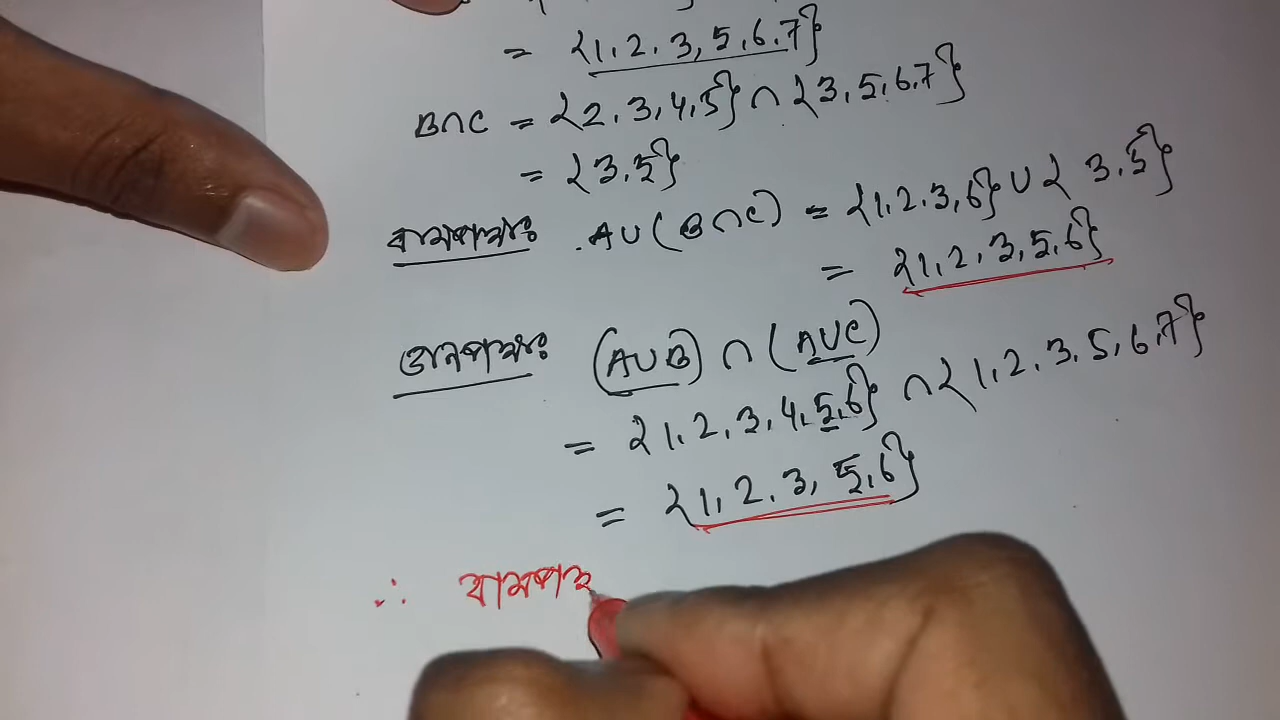 = {1, 2, 3, 5, 6, 7}
B∩C = {2, 3, 4, 5} ∩ {3, 5, 6, 7}
= {3, 5}
বামপক্ষঃ A∪(B∩C) = {1, 2, 3, 6} ∪ {3, 5}
= {1, 2, 3, 5, 6}
ডানপক্ষঃ (A∪B) ∩ (A∪C)
= {1, 2, 3, 4, 5, 6} ∩ {1, 2, 3, 5, 6, 7}
= {1, 2, 3, 5, 6}
∴ বামপক্ষ